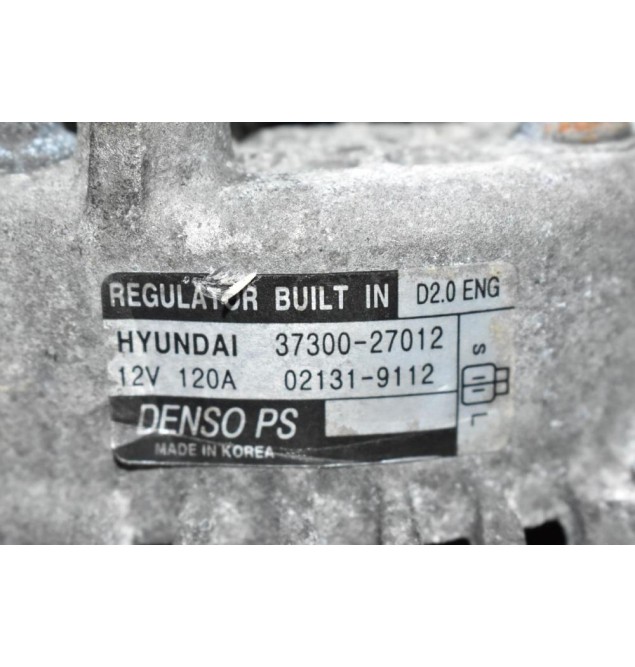 REGULATOR BUILT IN D2.0 ENG
HYUNDAI 37300-27012
12V 120A 02131-9112
S
L
DENSO PS
MADE IN KOREA